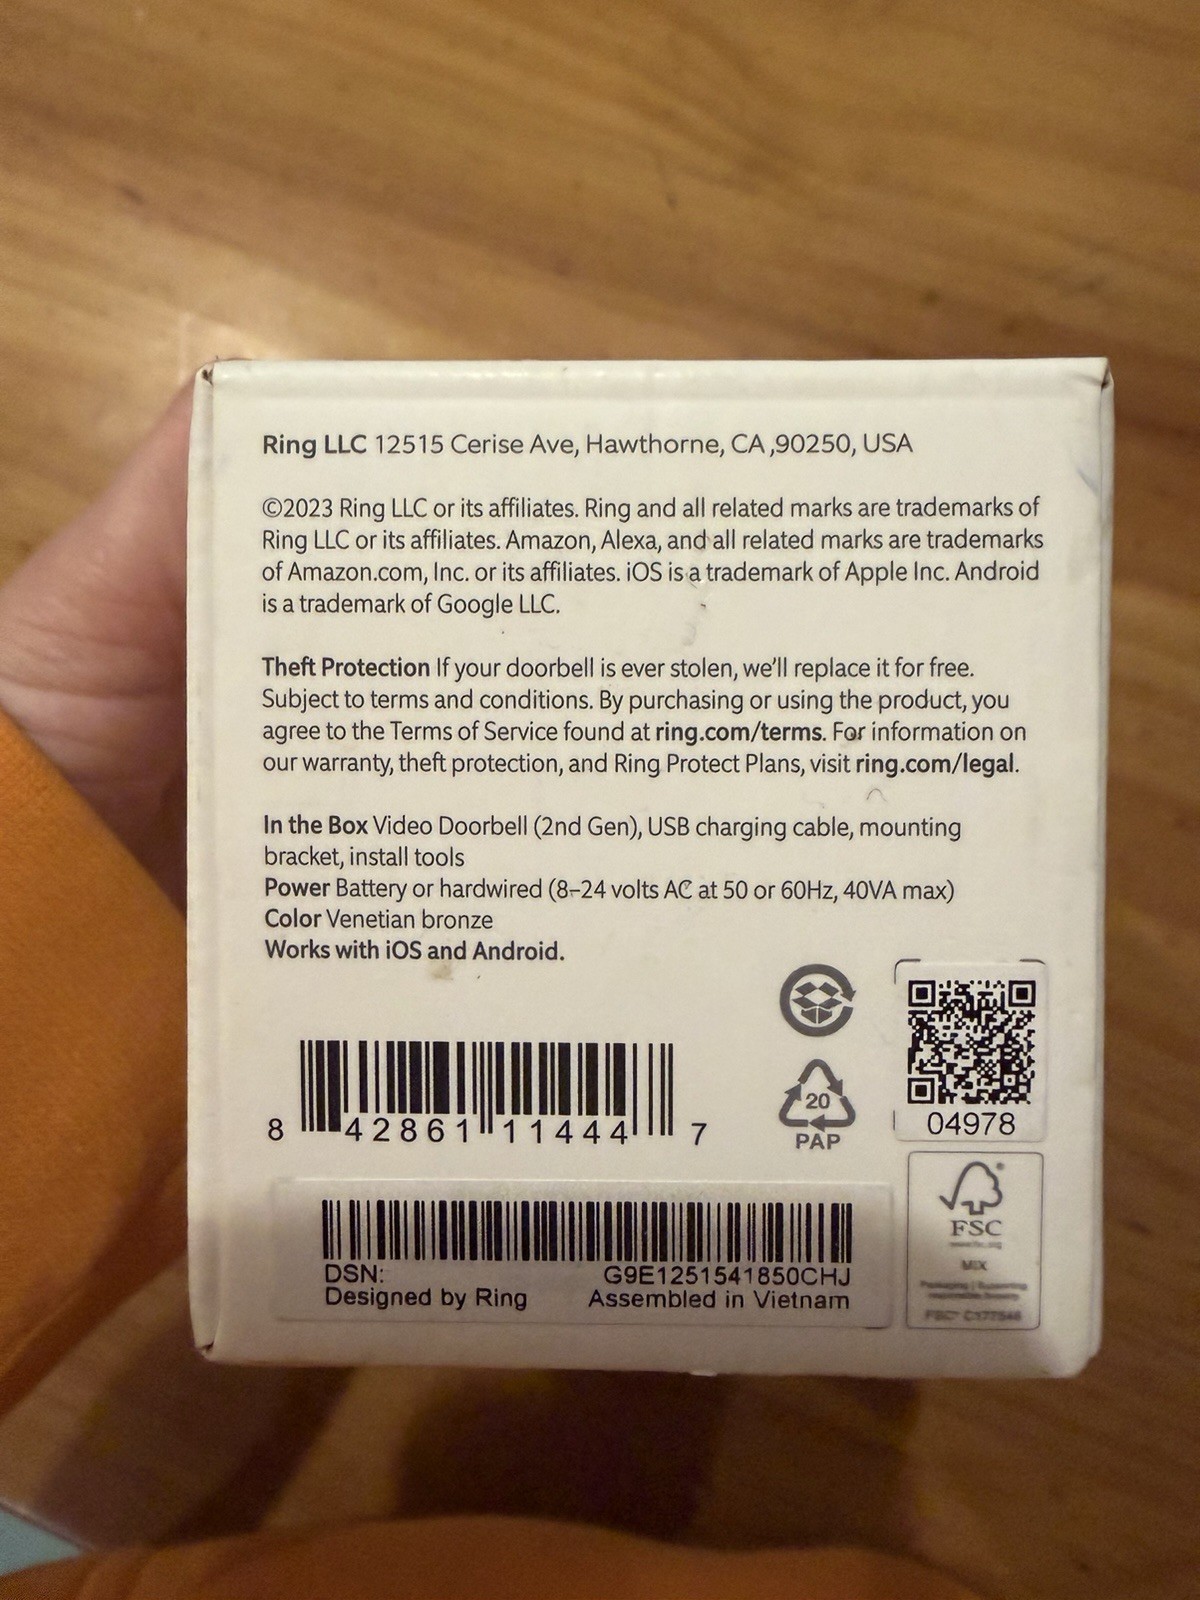 Ring LLC 12515 Cerise Ave, Hawthorne, CA ,90250, USA
©2023 Ring LLC or its affiliates. Ring and all related marks are trademarks of
Ring LLC or its affiliates. Amazon, Alexa, and all related marks are trademarks
of Amazon.com, Inc. or its affiliates. iOS is a trademark of Apple Inc. Android
is a trademark of Google LLC.
Theft Protection If your doorbell is ever stolen, we'll replace it for free.
Subject to terms and conditions. By purchasing or using the product, you
agree to the Terms of Service found at ring.com/terms. For information on
our warranty, theft protection, and Ring Protect Plans, visit ring.com/legal.
In the Box Video Doorbell (2nd Gen), USB charging cable, mounting
bracket, install tools
Power Battery or hardwired (8–24 volts AC at 50 or 60Hz, 40VA max)
Color Venetian bronze
Works with iOS and Android.
20
PAP
04978
8 42861 11444 7
FSC®
MIX
DSN: G9E1251541850CHJ
Designed by Ring Assembled in Vietnam